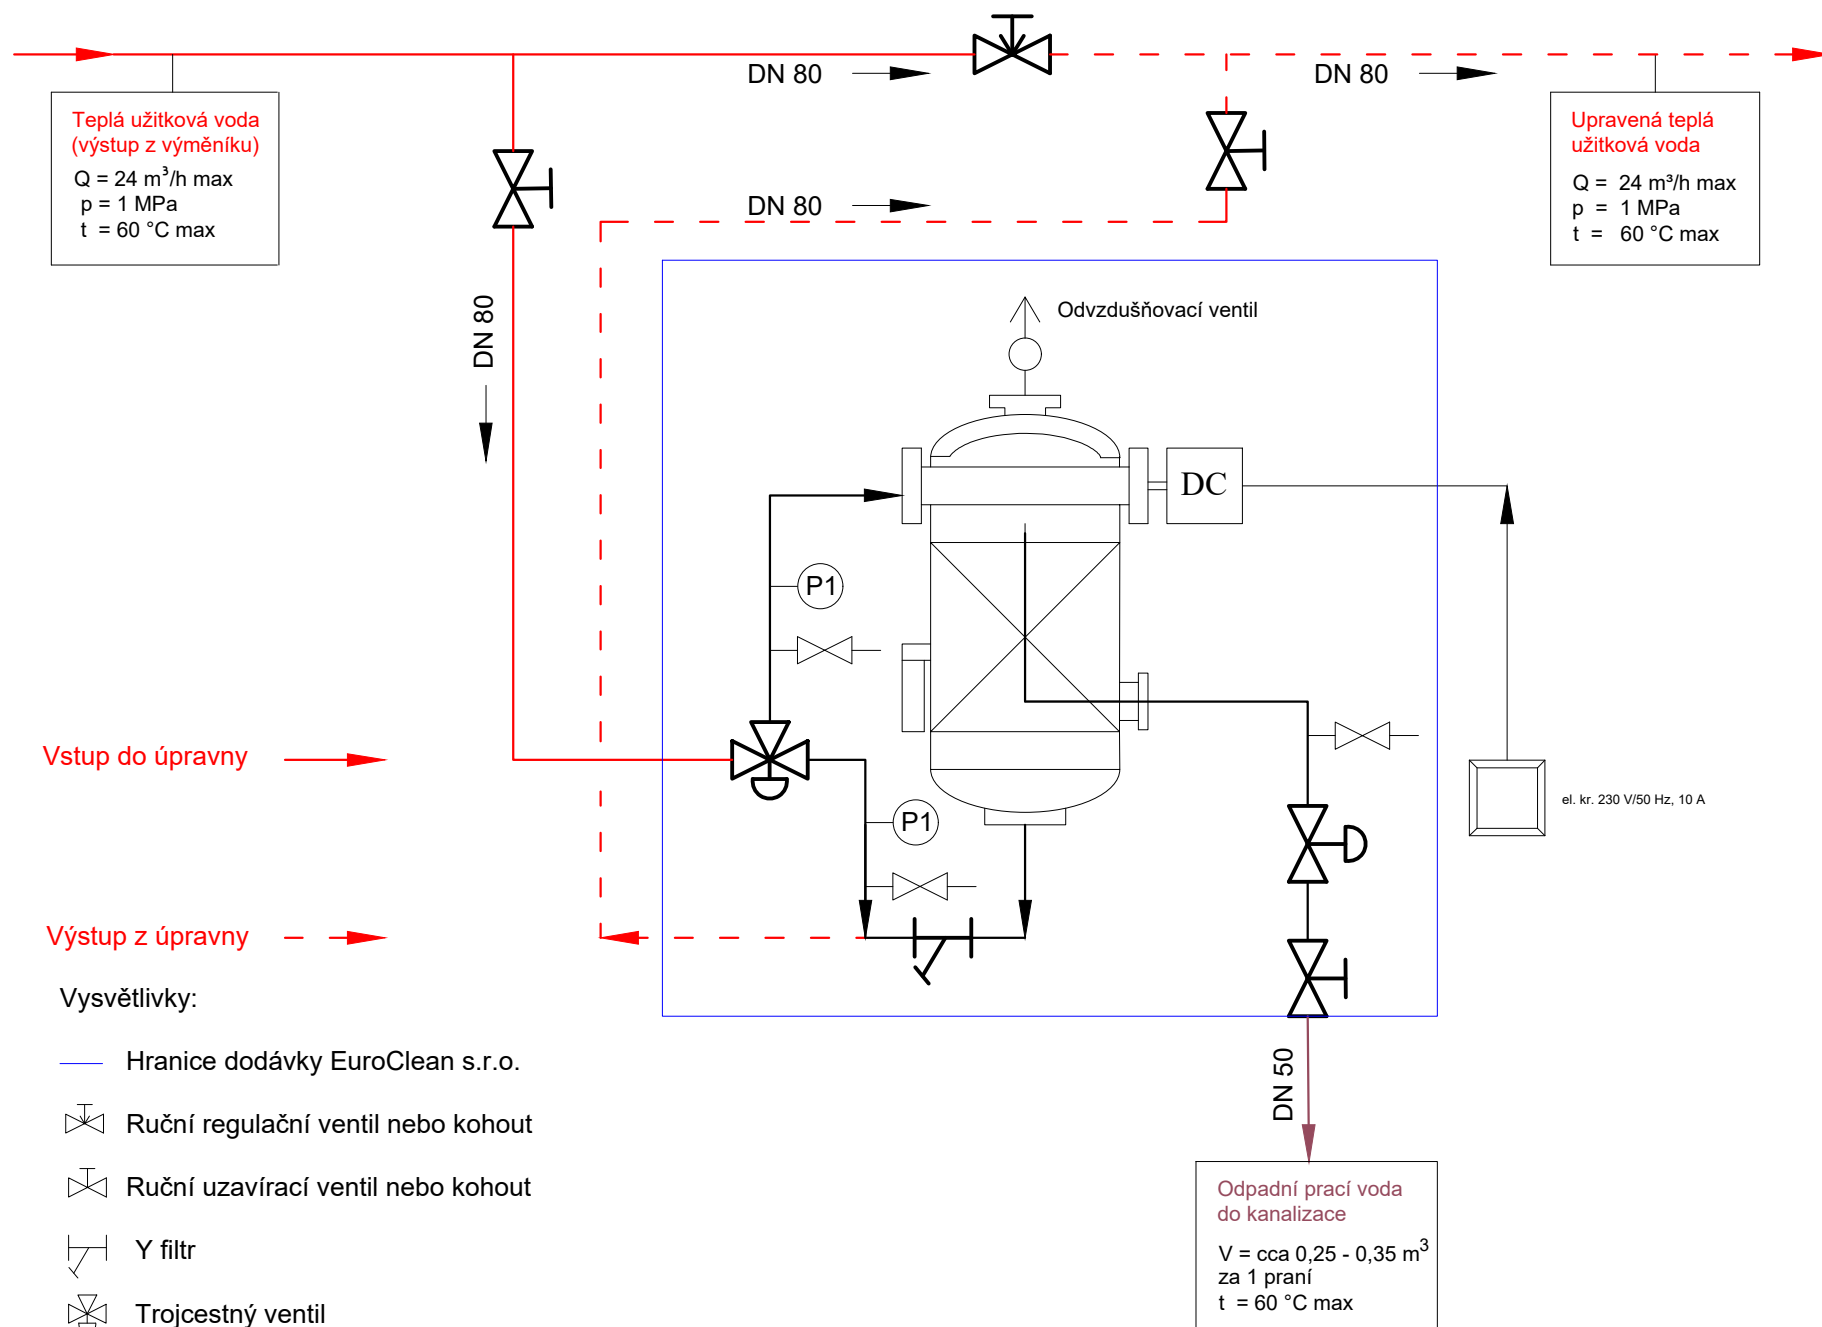 DN 80
DN 80
Teplá užitková voda
(výstup z výměníku)
Q = 24 m³/h max
p = 1 MPa
t = 60 °C max
Upravená teplá
užitková voda
Q = 24 m³/h max
p = 1 MPa
t = 60 °C max
DN 80
DN 80
Odvzdušňovací ventil
DC
P1
Vstup do úpravny
el. kr. 230 V/50 Hz, 10 A
P1
Výstup z úpravny
Vysvětlivky:
Hranice dodávky EuroClean s.r.o.
Ruční regulační ventil nebo kohout
Ruční uzavírací ventil nebo kohout
Y filtr
Trojcestný ventil
DN 50
Odpadní prací voda
do kanalizace
V = cca 0,25 - 0,35 m³
za 1 praní
t = 60 °C max